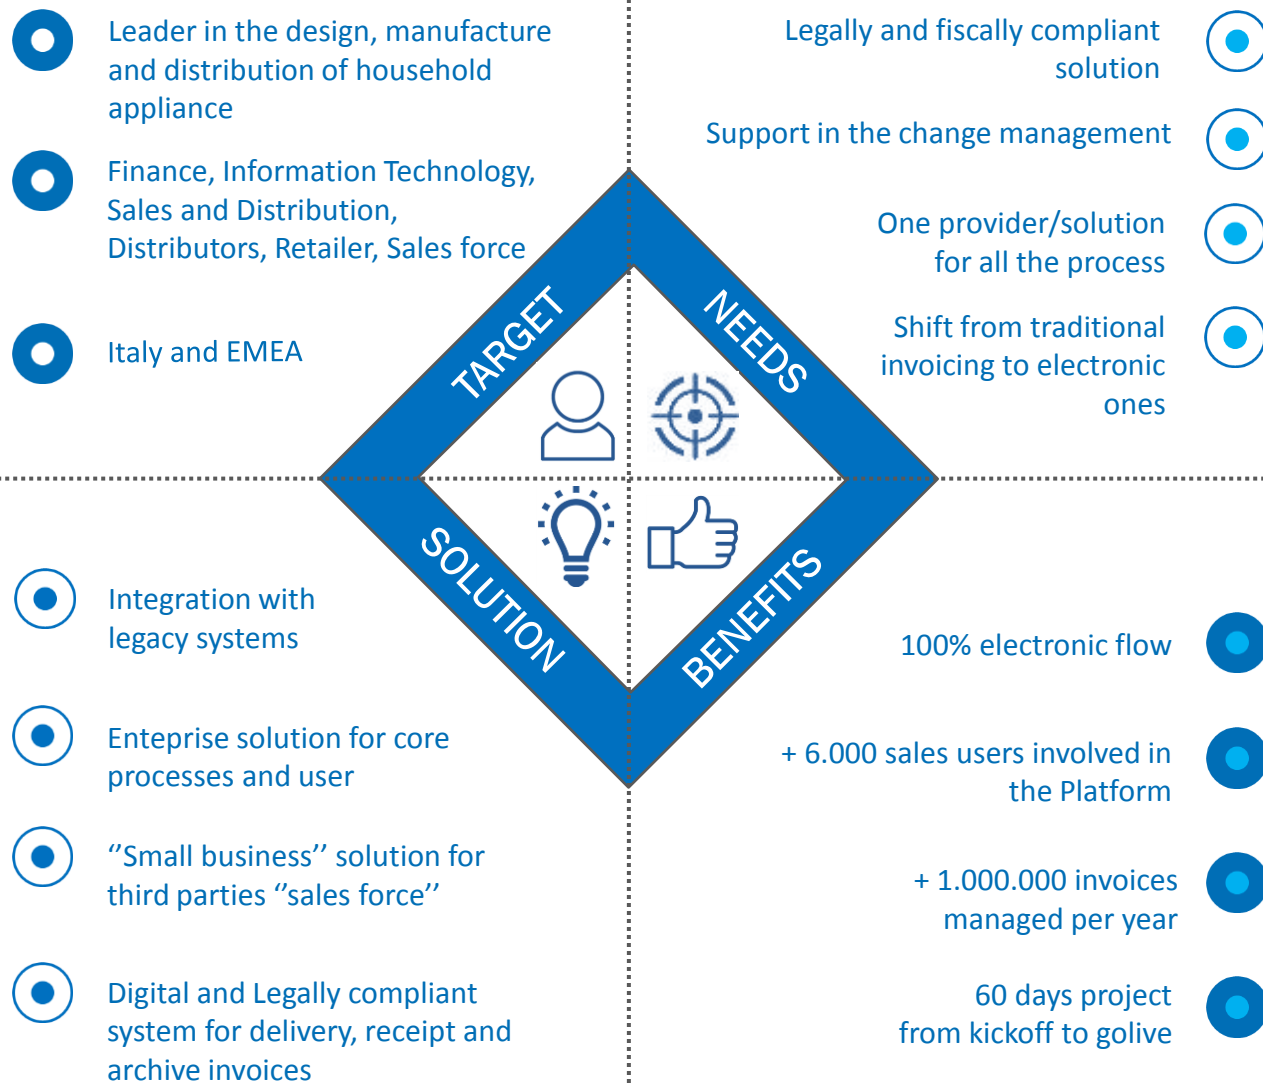 Leader in the design, manufacture
and distribution of household
appliance
Finance, Information Technology,
Sales and Distribution,
Distributors, Retailer, Sales force
Italy and EMEA
TARGET
Legally and fiscally compliant
solution
Support in the change management
One provider/solution
for all the process
Shift from traditional
invoicing to electronic
ones
NEEDS
SOLUTION
Integration with
legacy systems
Enteprise solution for core
processes and user
‘’Small business’’ solution for
third parties ‘’sales force’’
Digital and Legally compliant
system for delivery, receipt and
archive invoices
BENEFITS
100% electronic flow
+ 6.000 sales users involved in
the Platform
+ 1.000.000 invoices
managed per year
60 days project
from kickoff to golive